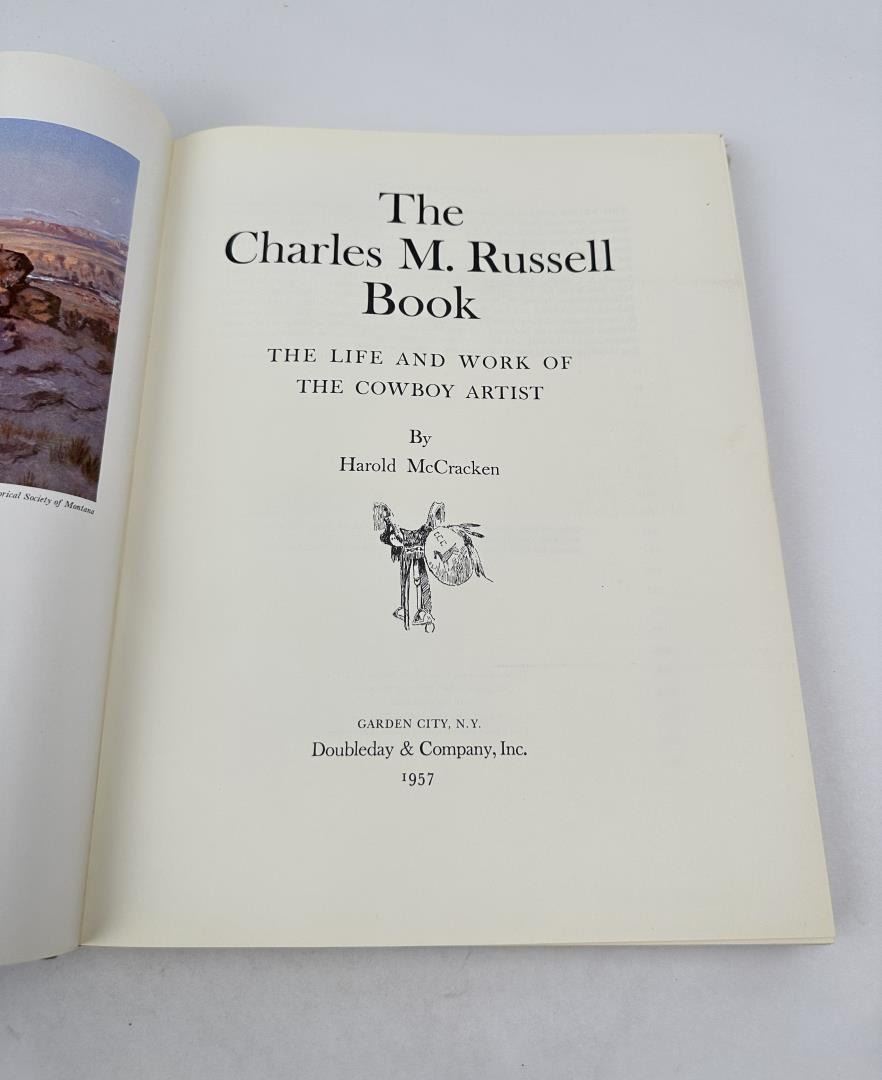 orical Society of Montana
The
Charles M. Russell
Book
THE LIFE AND WORK OF
THE COWBOY ARTIST
By
Harold McCracken
GARDEN CITY, N.Y.
Doubleday & Company, Inc.
1957